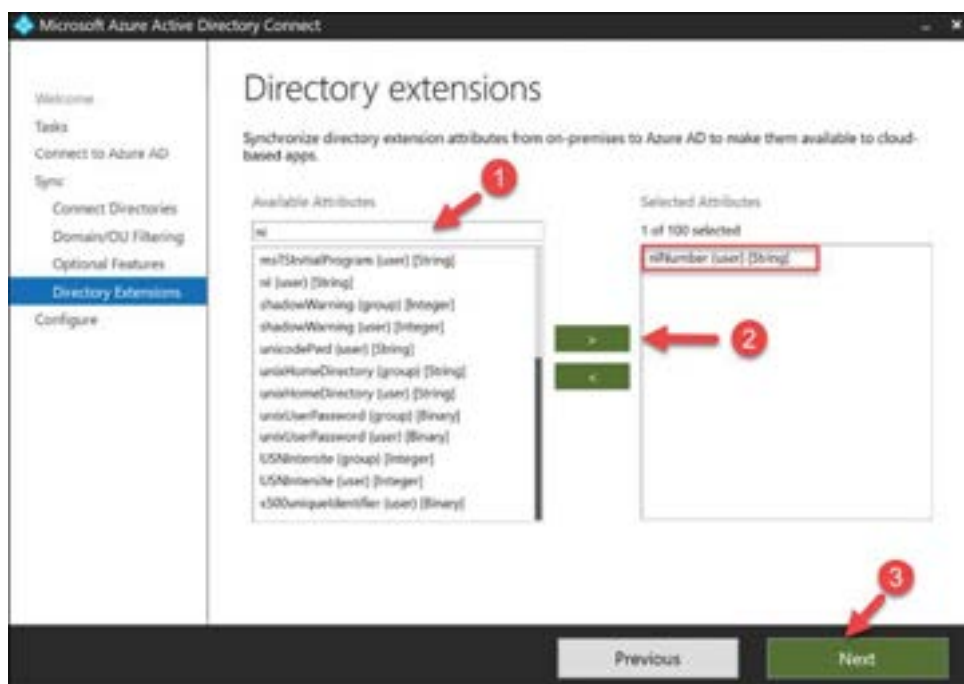 Microsoft Azure Active Directory Connect
Welcome
Tasks
Connect to Azure AD
Sync
Connect Directories
Domain/OU Filtering
Optional Features
Directory Extensions
Configure
Directory extensions
Synchronize directory extension attributes from on-premises to Azure AD to make them available to cloud-
based apps.
1
Available Attributes
ni
msTSInitialProgram (user) [String]
ni (user) [String]
shadowWarning (group) [Integer]
shadowWarning (user) [Integer]
unicodePwd (user) [String]
unixHomeDirectory (group) [String]
unixHomeDirectory (user) [String]
unixUserPassword (group) [Binary]
unixUserPassword (user) [Binary]
USNIntersite (group) [Integer]
USNIntersite (user) [Integer]
x500uniqueIdentifier (user) [Binary]
>
<
2
Selected Attributes
1 of 100 selected
niNumber (user) [String]
3
Previous
Next